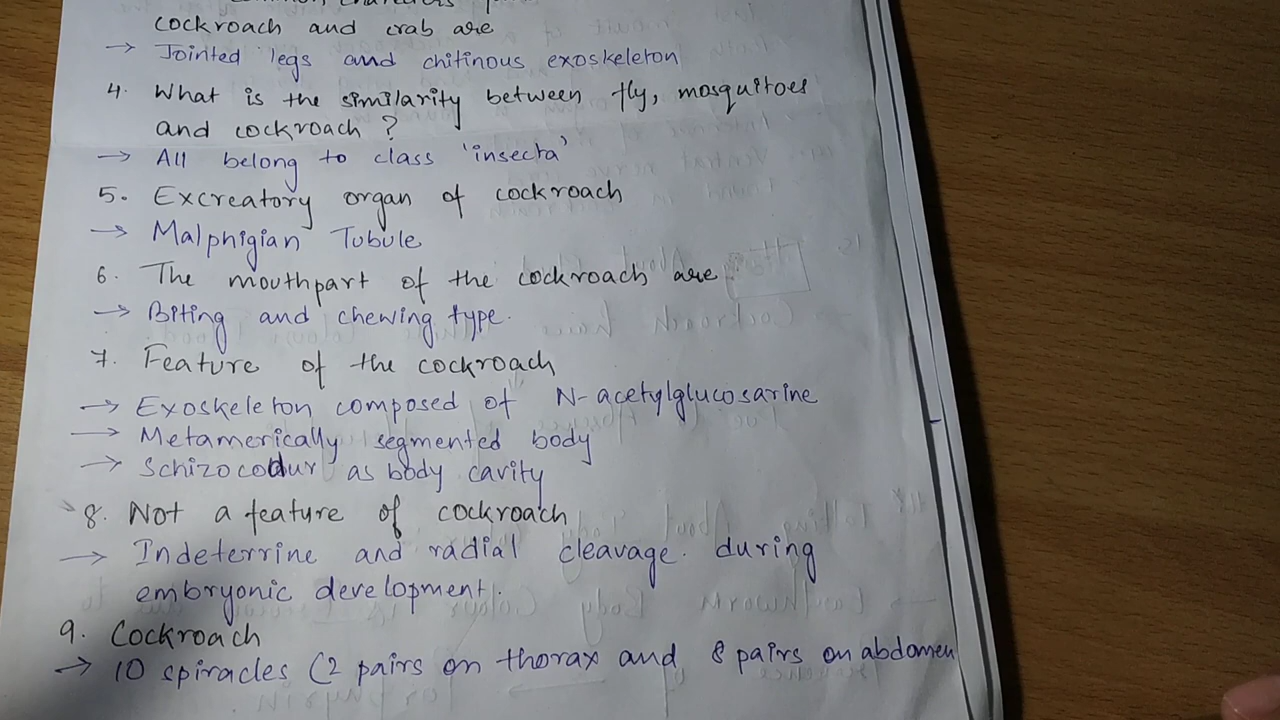 cockroach and crab are
→ Jointed legs and chitinous exoskeleton
4. What is the similarity between fly, mosquitoes
and cockroach ?
→ All belong to class 'insecta'
5. Excreatory organ of cockroach
→ Malphigian Tubule
6. The mouthpart of the cockroach are
→ Biting and chewing type.
7. Feature of the cockroach
→ Exoskeleton composed of N-acetylglucosarine
→ Metamerically segmented body
→ as body cavity
8. Not a feature of cockroach
→ Indeterrine and radial cleavage. during
embryonic development.
9. Cockroach
→ 10 spiracles (2 pairs on thorax and 8 pairs on abdomen